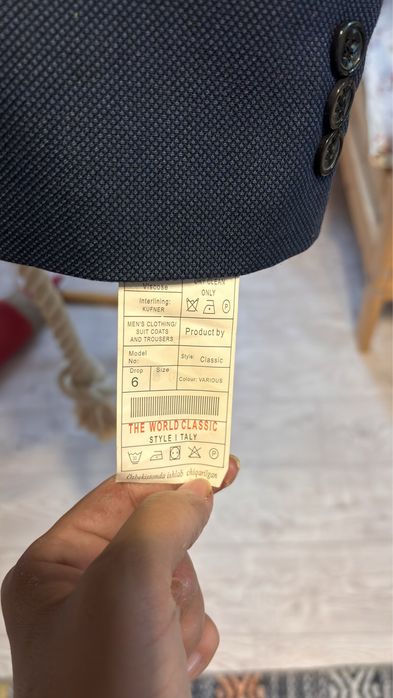 Viscose
CLEAN
ONLY
Interlining:
KUFNER
MEN'S CLOTHING/
SUIT COATS
AND TROUSERS
Product by
Model
No:
Style: Classic
Drop
6
Size
Colour: VARIOUS
THE WORLD CLASSIC
STYLE I TALY
Ozbekistonda ishlab chiqarilgan